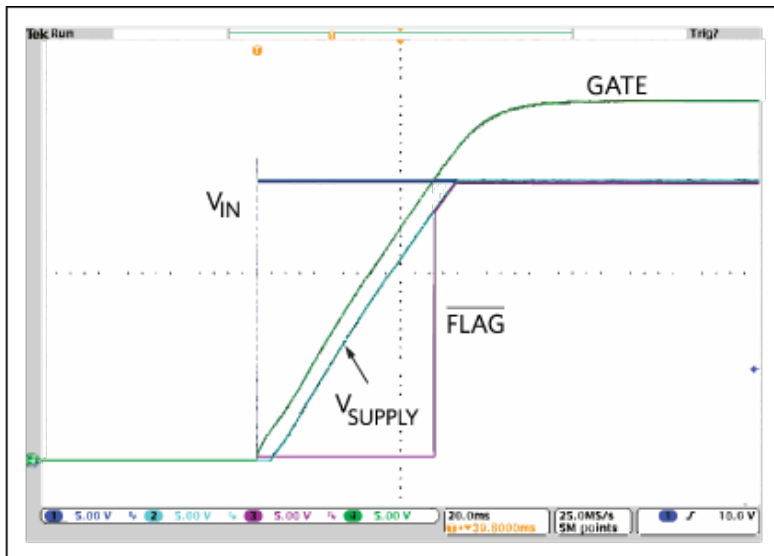 Tek Run Trig?
T T
GATE
VIN
FLAG
VSUPPLY
1 5.00 V 2 5.00 V 3 5.00 V 4 5.00 V 20.0ms 25.0MS/s 1 10.0 V
39.8000ms 5M points